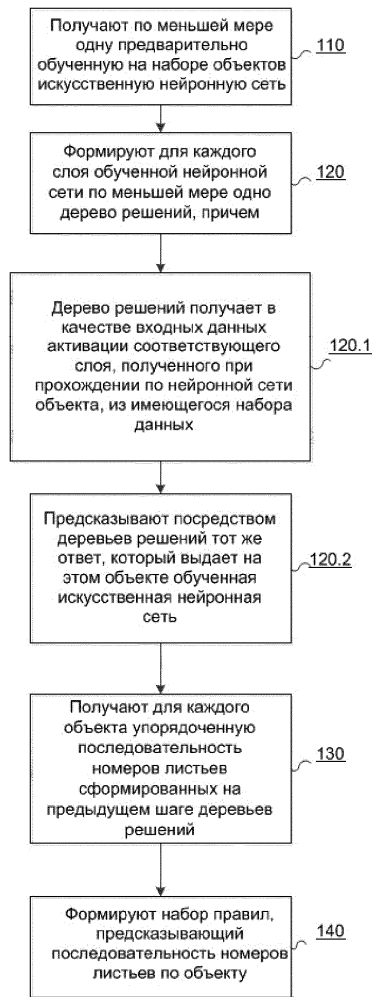 Получают по меньшей мере
одну предварительно
обученную на наборе объектов
искусственную нейронную сеть
110
Формируют для каждого
слоя обученной нейронной
сети по меньшей мере одно
дерево решений, причем
120
Дерево решений получает в
качестве входных данных
активации соответствующего
слоя, полученного при
прохождении по нейронной сети
объекта, из имеющегося набора
данных
120.1
Предсказывают посредством
деревьев решений тот же
ответ, который выдает на
этом объекте обученная
искусственная нейронная
сеть
120.2
Получают для каждого
объекта упорядоченную
последовательность
номеров листьев
сформированных на
предыдущем шаге деревьев
решений
130
Формируют набор правил,
предсказывающий
последовательность номеров
листьев по объекту
140